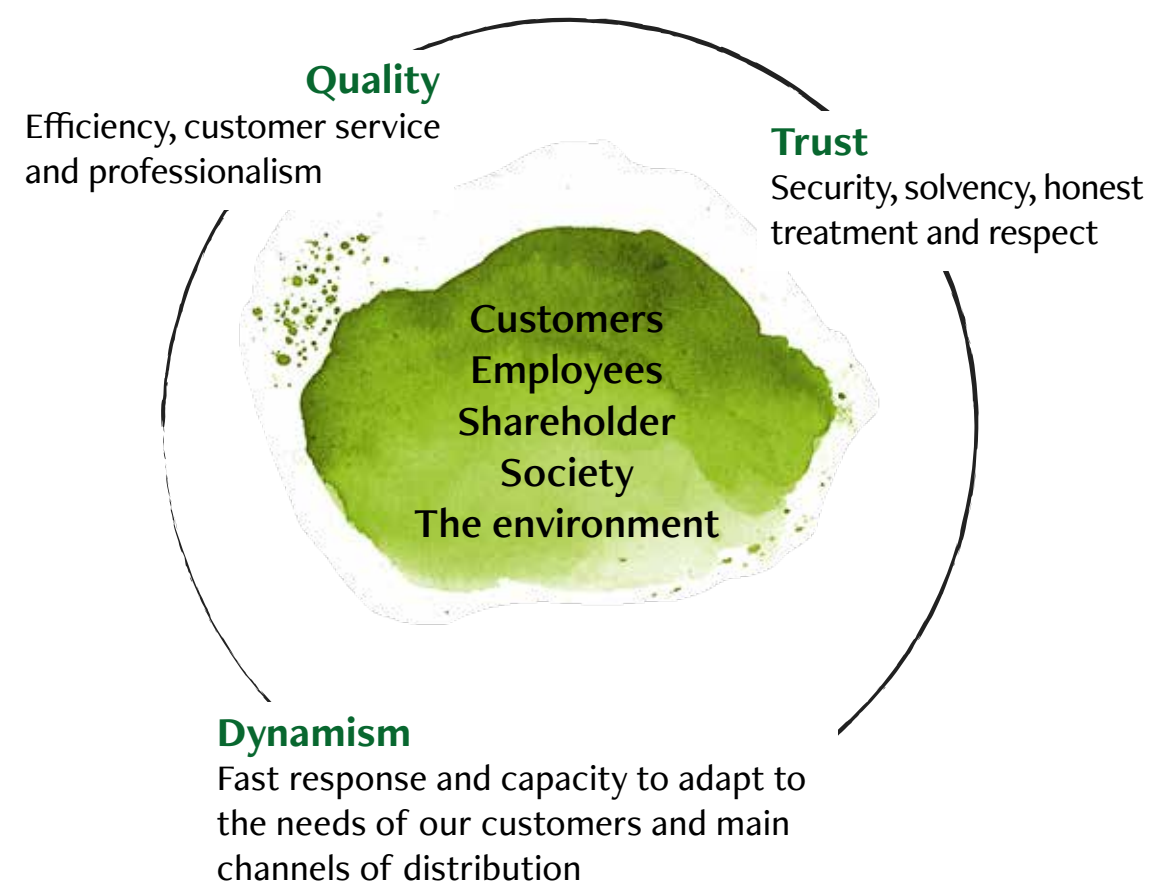 Quality
Efficiency, customer service
and professionalism
Trust
Security, solvency, honest
treatment and respect
Customers
Employees
Shareholder
Society
The environment
Dynamism
Fast response and capacity to adapt to
the needs of our customers and main
channels of distribution